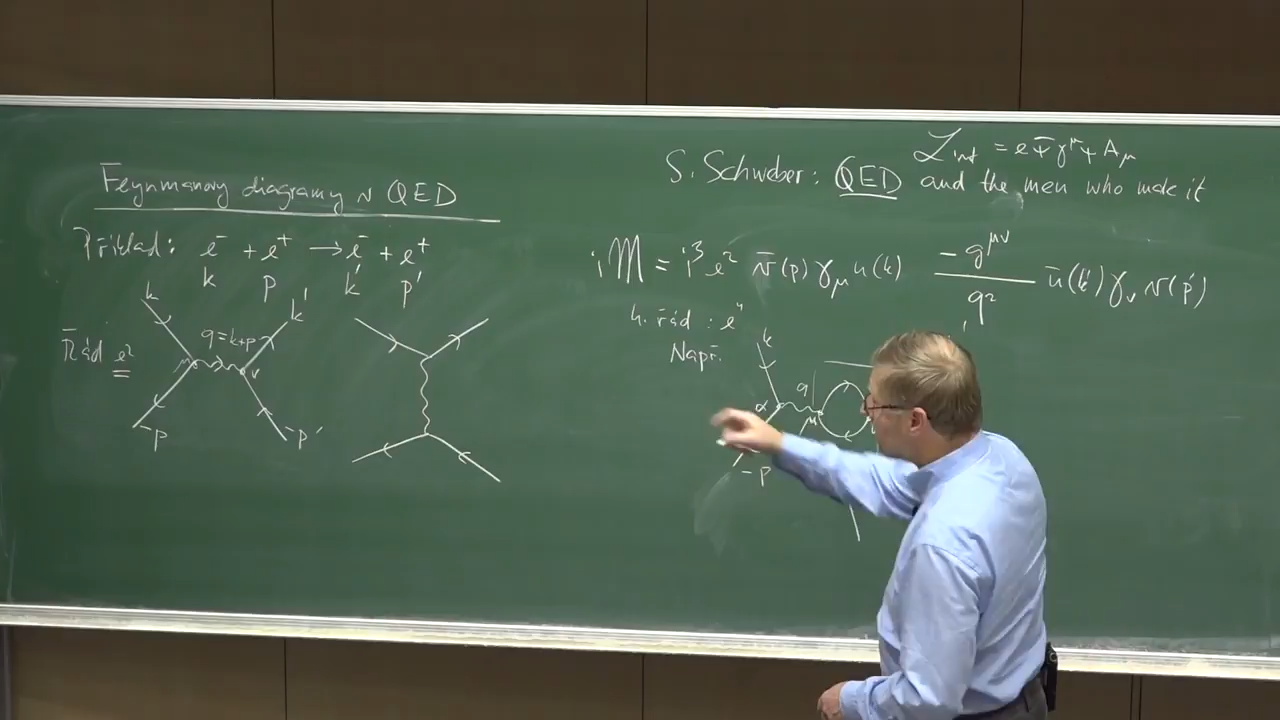 Feynmanovy diagramy v QED
Příklad: e⁻ + e⁺ → e⁻ + e⁺
k p k' p'
k k'
Řád e²
q=k+p
μ ν
-p -p'
S. Schweber: QED and the men who made it
ℒint = e ψ̄ γ^μ ψ A_μ
iM = i³ e² v̄(p) γ_μ u(k) -g^μν / q² ū(k') γ_ν v(p')
4. řád : e⁴
Např.
k
q
α μ
-p